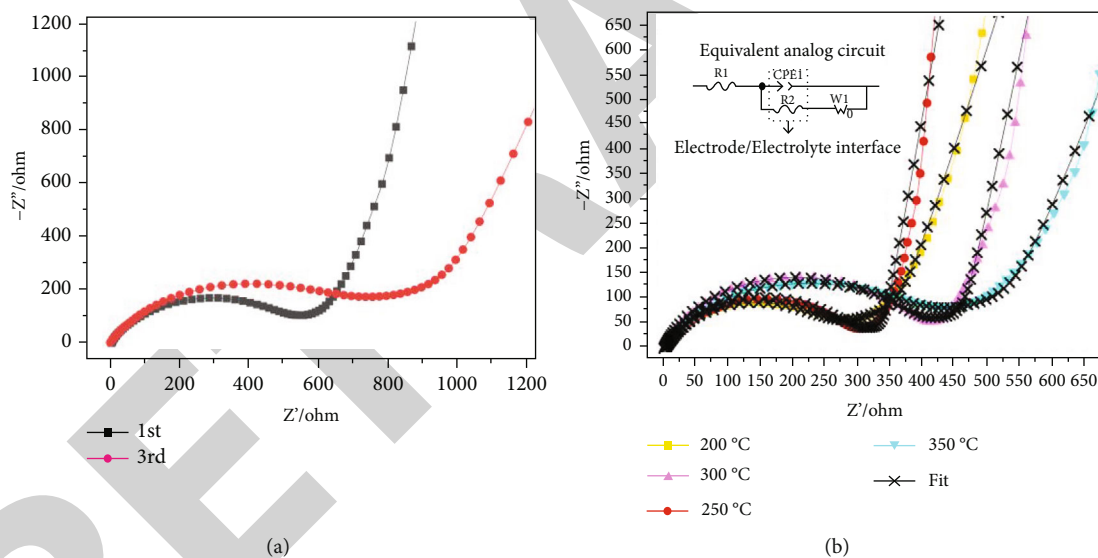 (a)
1200
1000
800
600
400
200
0
–Z”/ohm
0 200 400 600 800 1000 1200
Z’/ohm
1st
3rd
(a)
(b)
650
600
550
500
450
400
350
300
250
200
150
100
50
0
–Z”/ohm
Equivalent analog circuit
R1
CPE1
R2
W1
0
Electrode/Electrolyte interface
0 50 100 150 200 250 300 350 400 450 500 550 600 650
Z’/ohm
200 °C
300 °C
250 °C
350 °C
Fit
(b)